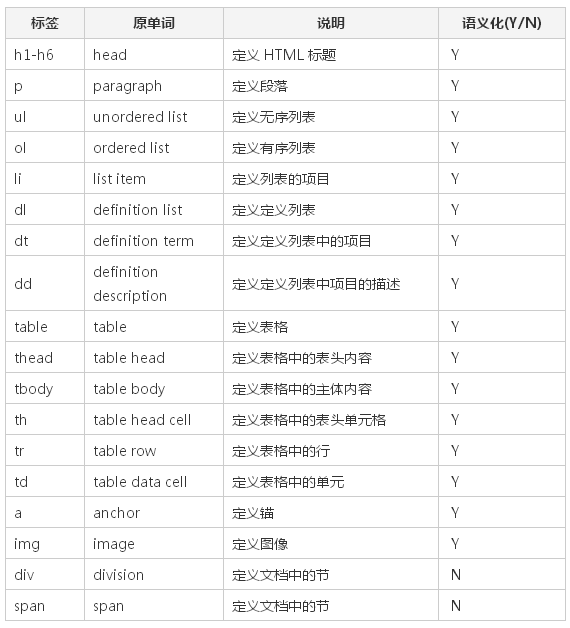 标签 原单词 说明 语义化(Y/N)
h1-h6 head 定义 HTML 标题 Y
p paragraph 定义段落 Y
ul unordered list 定义无序列表 Y
ol ordered list 定义有序列表 Y
li list item 定义列表的项目 Y
dl definition list 定义定义列表 Y
dt definition term 定义定义列表中的项目 Y
dd definition
description 定义定义列表中项目的描述 Y
table table 定义表格 Y
thead table head 定义表格中的表头内容 Y
tbody table body 定义表格中的主体内容 Y
th table head cell 定义表格中的表头单元格 Y
tr table row 定义表格中的行 Y
td table data cell 定义表格中的单元 Y
a anchor 定义锚 Y
img image 定义图像 Y
div division 定义文档中的节 N
span span 定义文档中的节 N